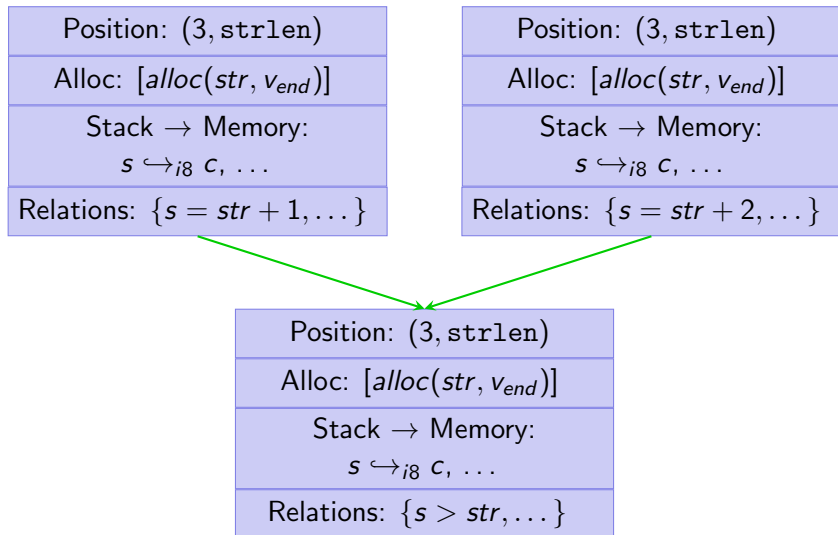 Position: (3, strlen)
Alloc: [alloc(str, v_end)]
Stack → Memory:
s ↪_i8 c, …
Relations: {s = str + 1, … }
Position: (3, strlen)
Alloc: [alloc(str, v_end)]
Stack → Memory:
s ↪_i8 c, …
Relations: {s = str + 2, … }
Position: (3, strlen)
Alloc: [alloc(str, v_end)]
Stack → Memory:
s ↪_i8 c, …
Relations: {s > str, … }